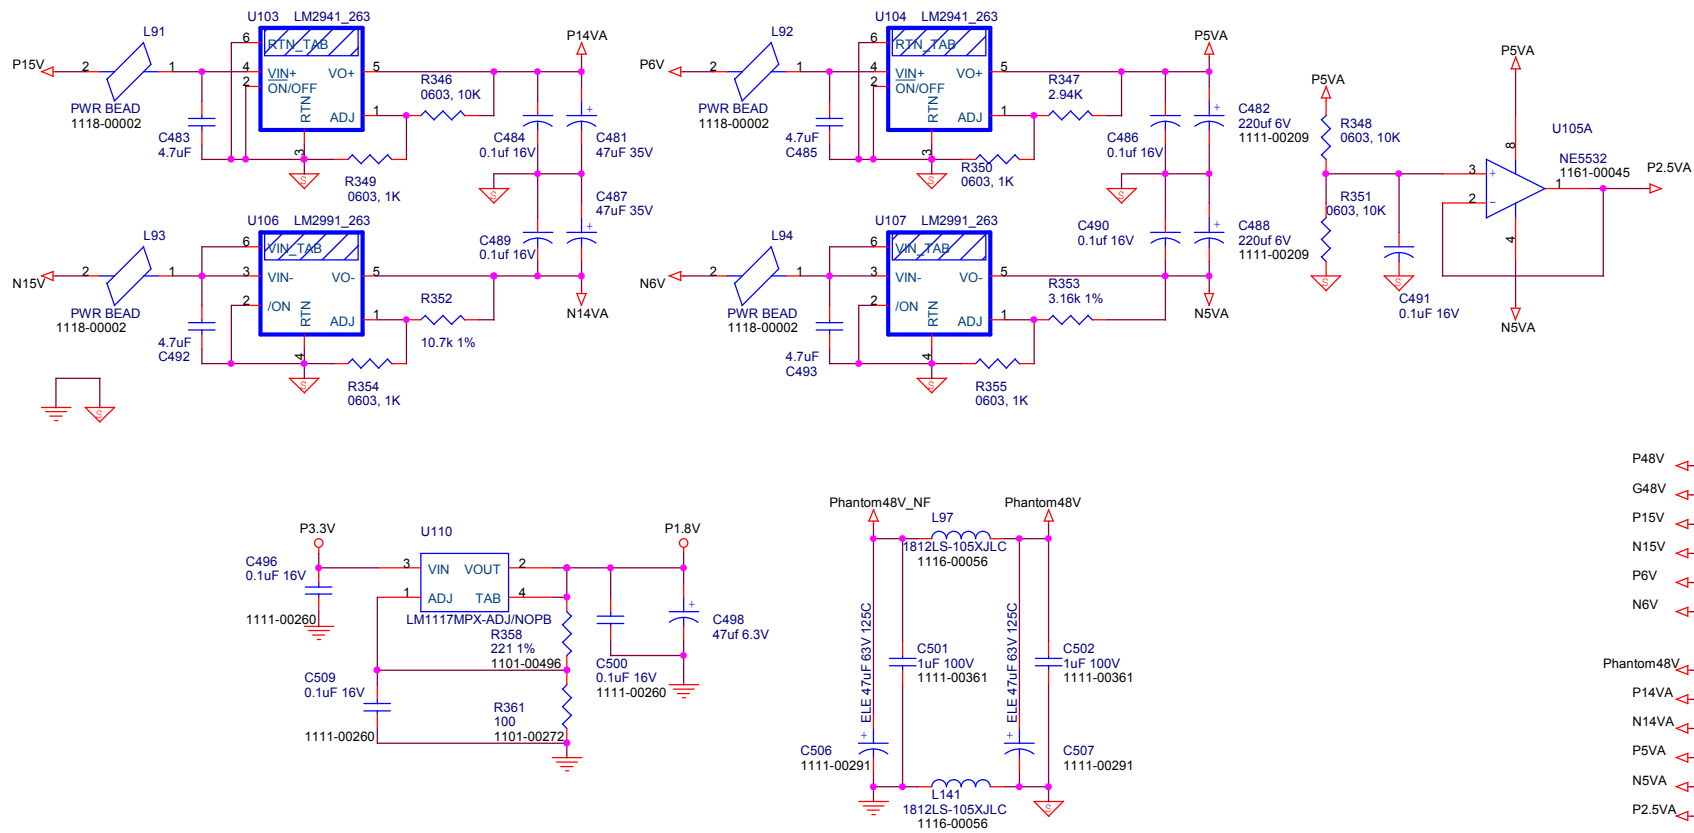 U103 LM2941_263
L91
6 RTN_TAB
P15V 2 1
4 VIN+ VO+ 5
2 ON/OFF
RTN
ADJ 1
3
PWR BEAD
1118-00002
C483
4.7uF
R346
0603, 10K
R349
0603, 1K
P14VA
C484
0.1uf 16V
+
C481
47uF 35V
S
S
C487
47uF 35V
C489
0.1uf 16V
N14VA
U106 LM2991_263
L93
6 VIN_TAB
N15V 2 1
3 VIN- VO- 5
2 /ON
RTN
ADJ 1
4
PWR BEAD
1118-00002
4.7uF
C492
R352
10.7k 1%
R354
0603, 1K
S
S
U104 LM2941_263
L92
6 RTN_TAB
P6V 2 1
4 VIN+ VO+ 5
2 ON/OFF
RTN
ADJ 1
3
PWR BEAD
1118-00002
4.7uF
C485
R347
2.94K
R350
0603, 1K
P5VA
C486
0.1uf 16V
+
C482
220uf 6V
1111-00209
S
S
C490
0.1uf 16V
C488
220uf 6V
1111-00209
N5VA
U107 LM2991_263
L94
6 VIN_TAB
N6V 2 1
3 VIN- VO- 5
2 /ON
RTN
ADJ 1
4
PWR BEAD
1118-00002
4.7uF
C493
R353
3.16k 1%
R355
0603, 1K
S
P5VA
P5VA
R348
0603, 10K
R351
0603, 10K
S
S
C491
0.1uF 16V
U105A
NE5532
1161-00045
8
3 +
2 -
1
4
P2.5VA
N5VA
P3.3V
U110
P1.8V
C496
0.1uF 16V
1111-00260
3 VIN VOUT 2
1 ADJ TAB 4
LM1117MPX-ADJ/NOPB
R358
221 1%
1101-00496
C509
0.1uF 16V
1111-00260
R361
100
1101-00272
C500
0.1uF 16V
1111-00260
+
C498
47uf 6.3V
Phantom48V_NF
Phantom48V
L97
1812LS-105XJLC
1116-00056
ELE 47uF 63V 125C
C501
1uF 100V
1111-00361
ELE 47uF 63V 125C
C502
1uF 100V
1111-00361
+
C506
1111-00291
+
C507
1111-00291
L141
1812LS-105XJLC
1116-00056
S
P48V
G48V
P15V
N15V
P6V
N6V
Phantom48V
P14VA
N14VA
P5VA
N5VA
P2.5VA